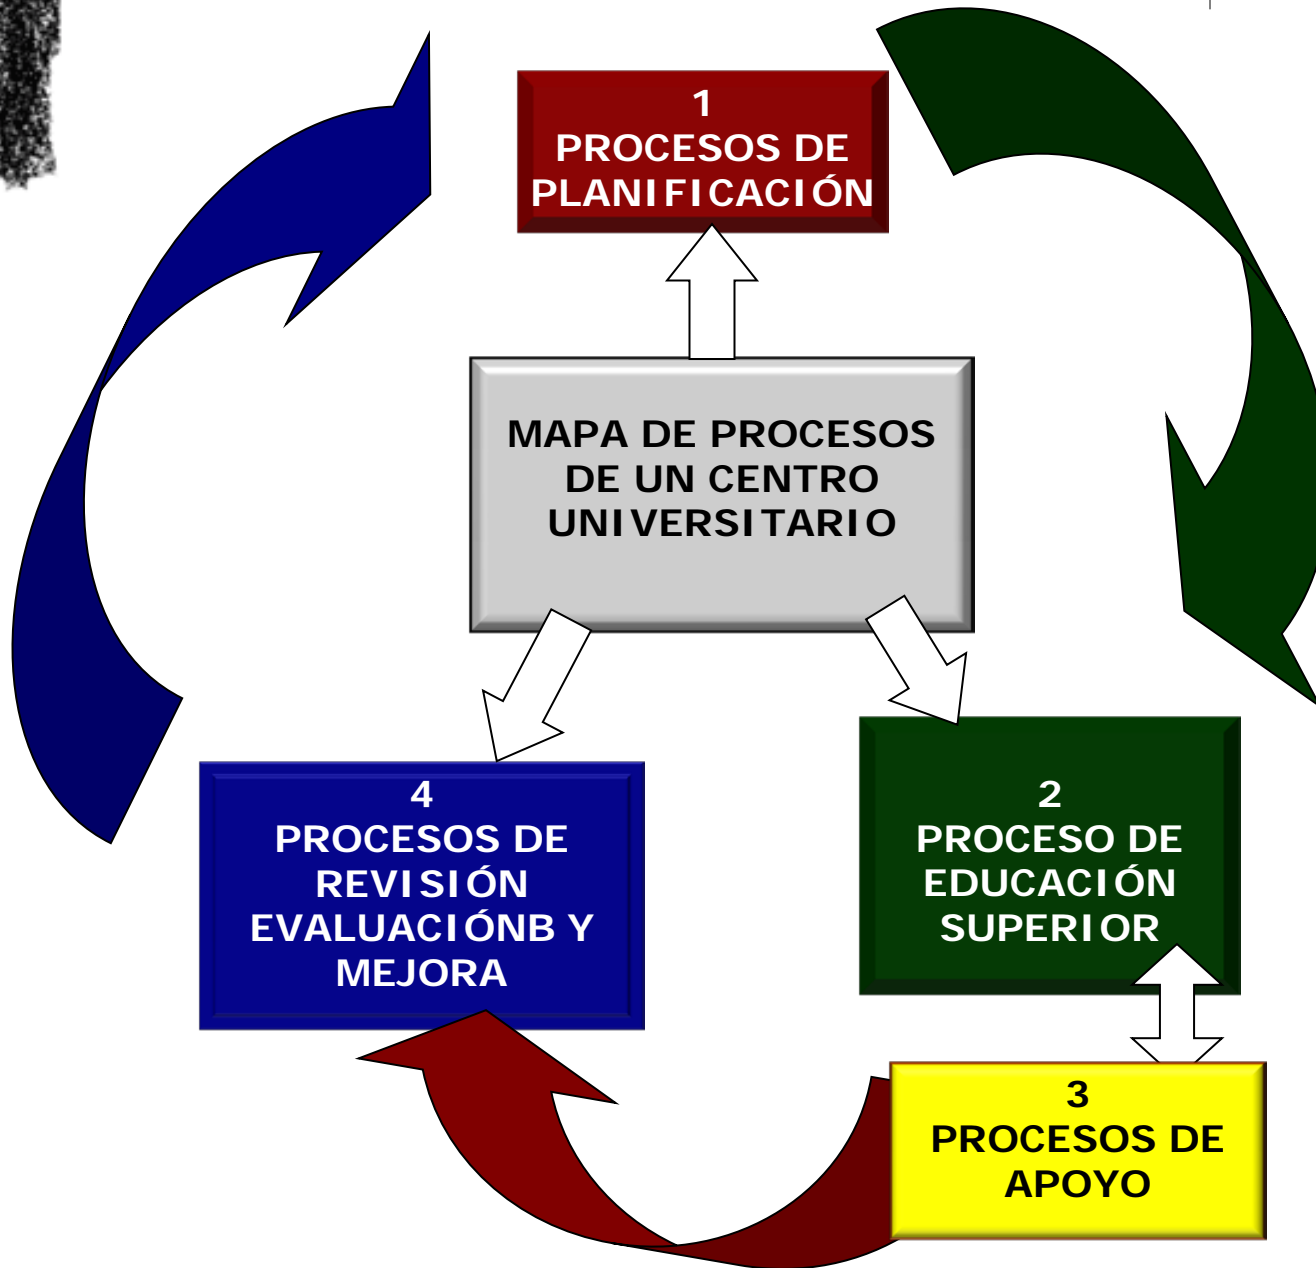 1
PROCESOS DE
PLANIFICACIÓN
MAPA DE PROCESOS
DE UN CENTRO
UNIVERSITARIO
4
PROCESOS DE
REVISIÓN
EVALUACIÓNB Y
MEJORA
2
PROCESO DE
EDUCACIÓN
SUPERIOR
3
PROCESOS DE
APOYO